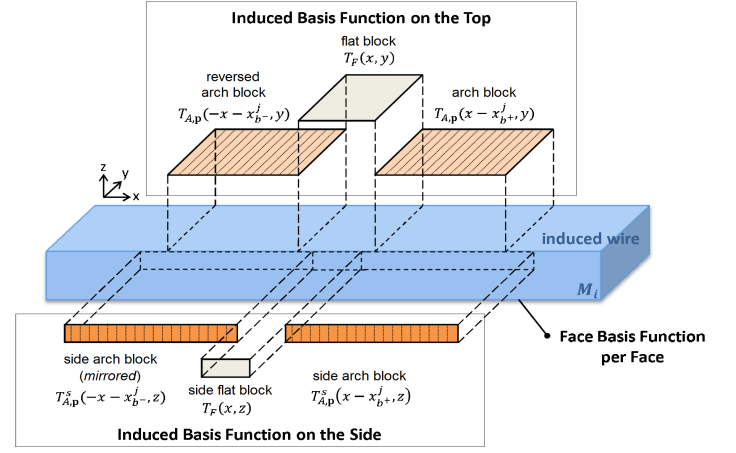 Induced Basis Function on the Top
flat block
T_F(x, y)
reversed
arch block
T_{A,p}(−x − x^j_{b−}, y)
arch block
T_{A,p}(x − x^j_{b+}, y)
z
y
x
induced wire
M_i
Face Basis Function
per Face
side arch block
(mirrored)
T^s_{A,p}(−x − x^j_{b−}, z)
side flat block
T_F(x, z)
side arch block
T^s_{A,p}(x − x^j_{b+}, z)
Induced Basis Function on the Side